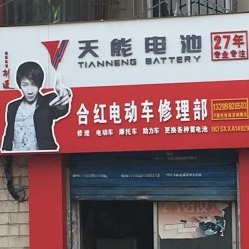 天能电池
TIANNENG BATTERY
27年
专业专注
合红电动车修理部
13289828503
修理 电动车 摩托车 助力车 更换各种蓄电池